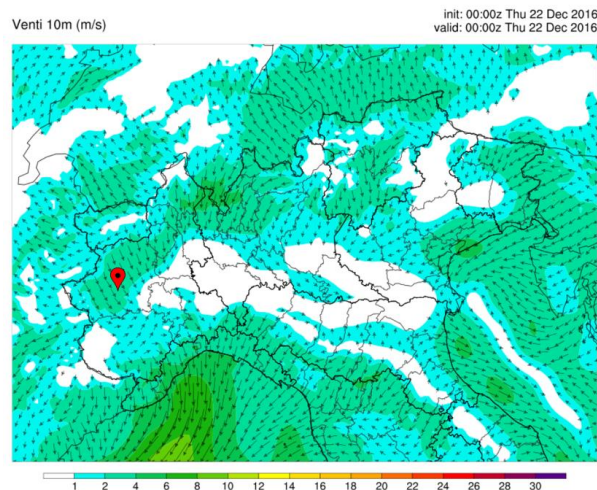 Venti 10m (m/s)
init: 00:00z Thu 22 Dec 2016
valid: 00:00z Thu 22 Dec 2016
1 2 4 6 8 10 12 14 16 18 20 22 24 26 28 30